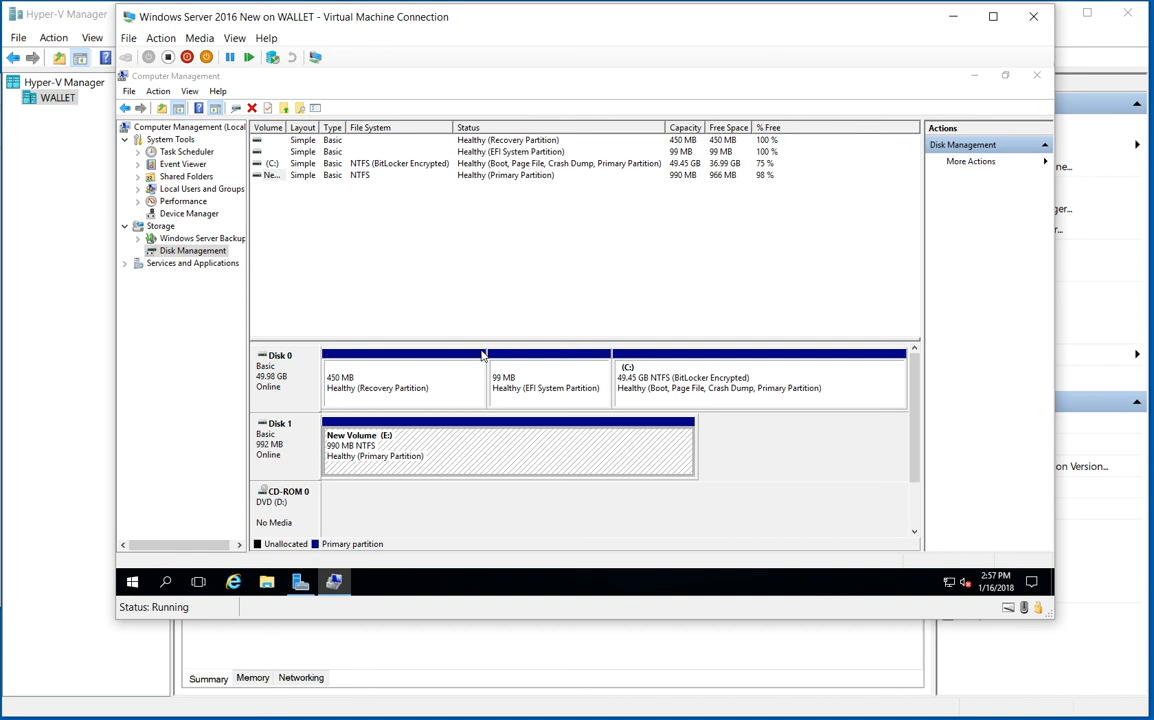 Hyper-V Manager
File Action View
Hyper-V Manager
WALLET
Windows Server 2016 New on WALLET - Virtual Machine Connection
File Action Media View Help
Computer Management
File Action View Help
Computer Management (Local
System Tools
Task Scheduler
Event Viewer
Shared Folders
Local Users and Groups
Performance
Device Manager
Storage
Windows Server Backup
Disk Management
Services and Applications
Volume Layout Type File System Status Capacity Free Space % Free
Simple Basic Healthy (Recovery Partition) 450 MB 450 MB 100 %
Simple Basic Healthy (EFI System Partition) 99 MB 99 MB 100 %
(C:) Simple Basic NTFS (BitLocker Encrypted) Healthy (Boot, Page File, Crash Dump, Primary Partition) 49.45 GB 36.99 GB 75 %
Ne... Simple Basic NTFS Healthy (Primary Partition) 990 MB 966 MB 98 %
Disk 0
Basic
49.98 GB
Online
450 MB
Healthy (Recovery Partition)
99 MB
Healthy (EFI System Partition)
(C:)
49.45 GB NTFS (BitLocker Encrypted)
Healthy (Boot, Page File, Crash Dump, Primary Partition)
Disk 1
Basic
992 MB
Online
New Volume (E:)
990 MB NTFS
Healthy (Primary Partition)
CD-ROM 0
DVD (D:)
No Media
Unallocated Primary partition
Actions
Disk Management
More Actions
ne...
ger...
r...
on Version...
2:57 PM
1/16/2018
Status: Running
Summary Memory Networking